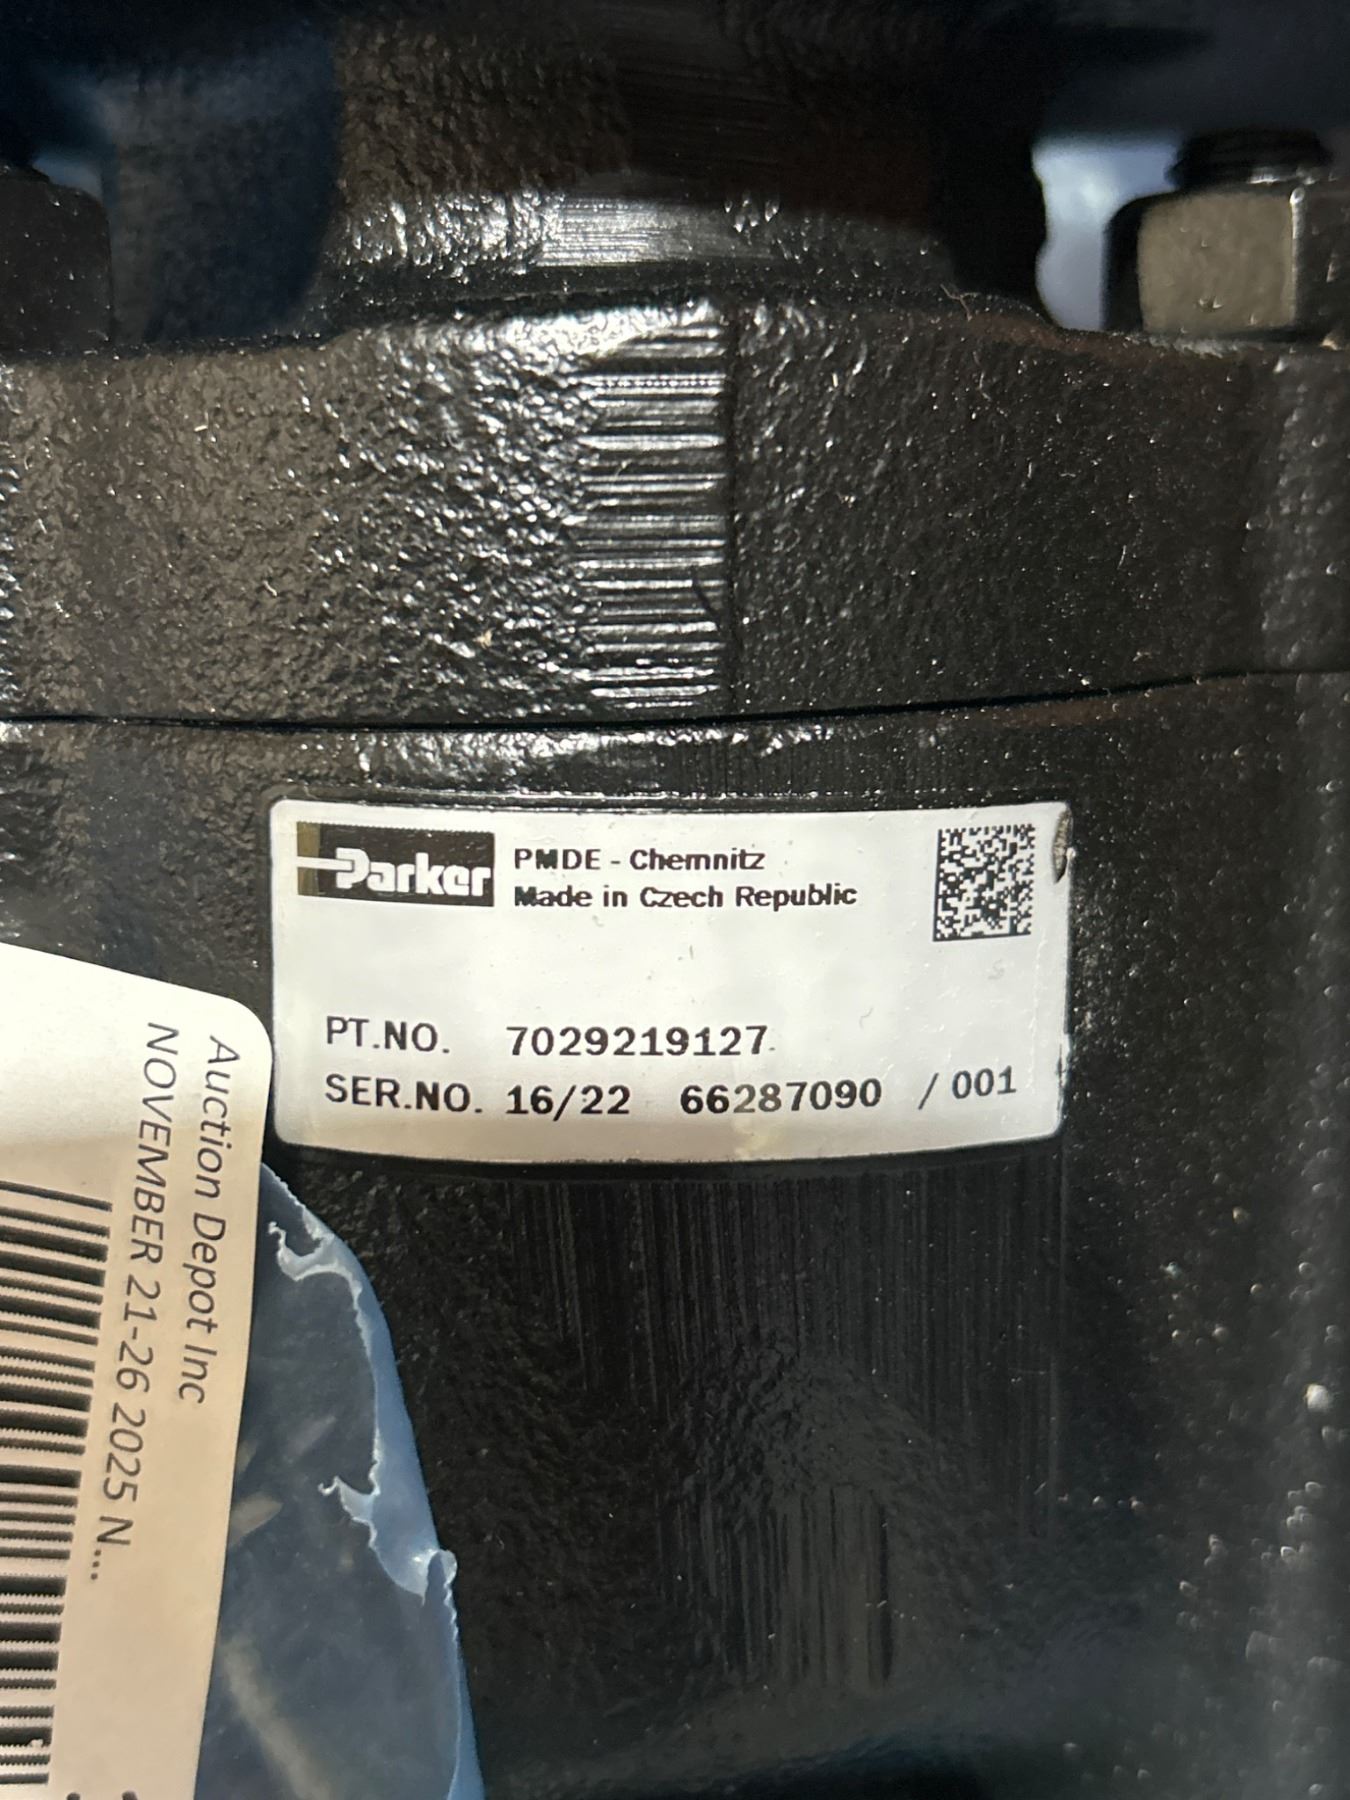 Parker
PMDE - Chemnitz
Made in Czech Republic
PT.NO. 7029219127
SER.NO. 16/22 66287090 / 001
Auction Depot Inc
NOVEMBER 21-26 2025 N...